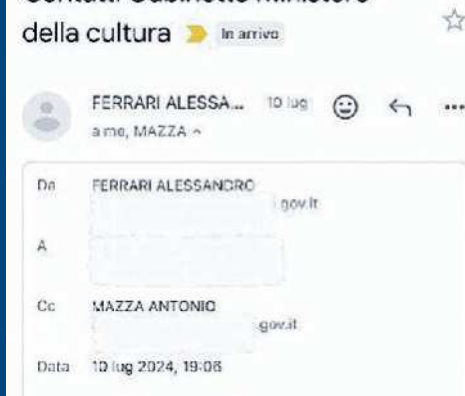 della cultura In arrivo
FERRARI ALESSA... 10 lug
a me, MAZZA
Da FERRARI ALESSANDRO
.gov.it
A
Cc MAZZA ANTONIO
.gov.it
Data 10 lug 2024, 19:06